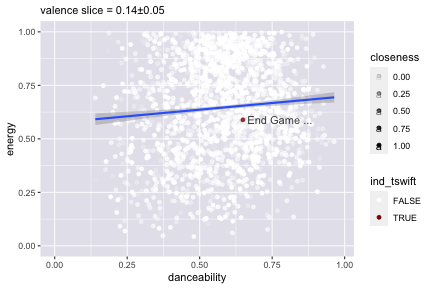 valence slice = 0.14±0.05
energy
1.00
0.75
0.50
0.25
0.00
End Game ...
0.00
0.25
0.50
0.75
1.00
danceability
closeness
0.00
0.25
0.50
0.75
1.00
ind_tswift
FALSE
TRUE